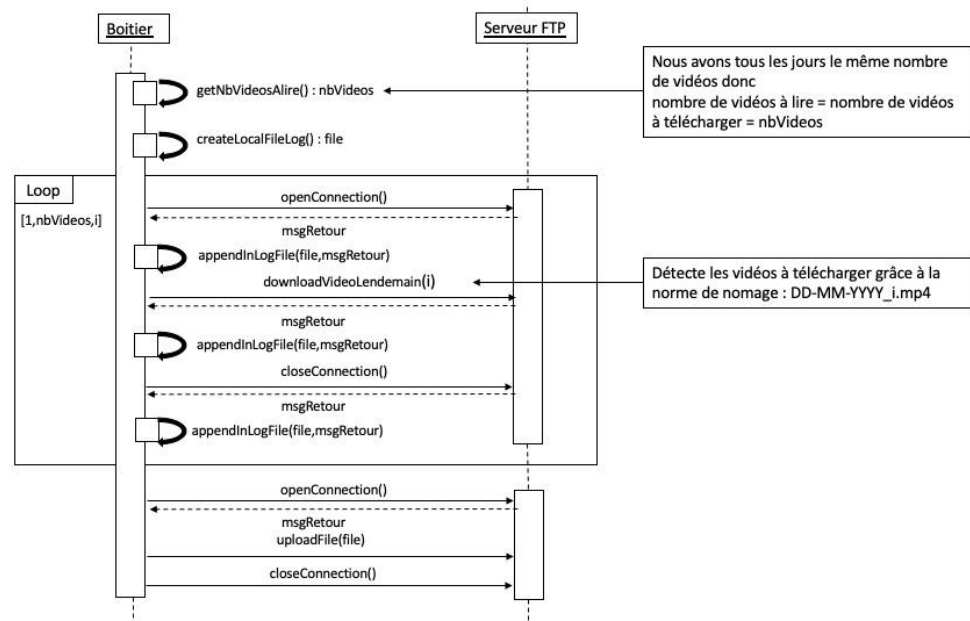 Boitier
Serveur FTP
Nous avons tous les jours le même nombre
de vidéos donc
nombre de vidéos à lire = nombre de vidéos
à télécharger = nbVideos
getNbVideosAlire() : nbVideos
createLocalFileLog() : file
Loop
[1,nbVideos,i]
openConnection()
msgRetour
appendInLogFile(file,msgRetour)
downloadVideoLendemain(i)
Détecte les vidéos à télécharger grâce à la
norme de nomage : DD-MM-YYYY_i.mp4
msgRetour
appendInLogFile(file,msgRetour)
closeConnection()
msgRetour
appendInLogFile(file,msgRetour)
openConnection()
msgRetour
uploadFile(file)
closeConnection()